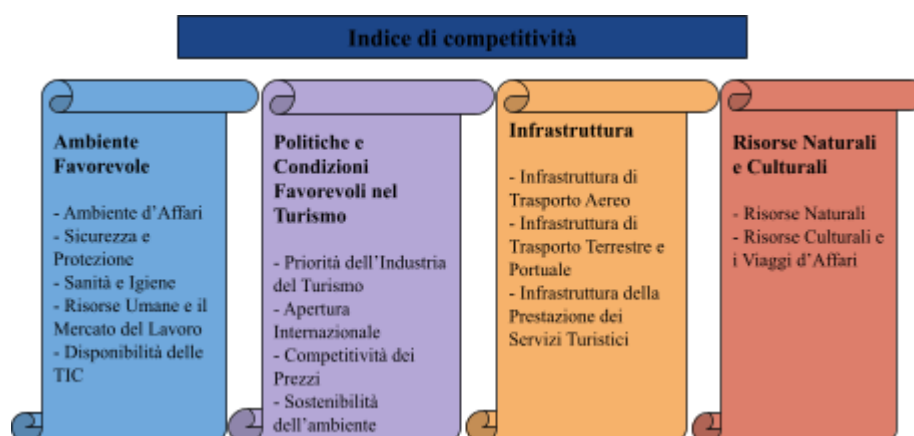 Indice di competitività
Ambiente
Favorevole
- Ambiente d'Affari
- Sicurezza e
Protezione
- Sanità e Igiene
- Risorse Umane e il
Mercato del Lavoro
- Disponibilità delle
TIC
Politiche e
Condizioni
Favorevoli nel
Turismo
- Priorità dell'Industria
del Turismo
- Apertura
Internazionale
- Competitività dei
Prezzi
- Sostenibilità
dell'ambiente
Infrastruttura
- Infrastruttura di
Trasporto Aereo
- Infrastruttura di
Trasporto Terrestre e
Portuale
- Infrastruttura della
Prestazione dei
Servizi Turistici
Risorse Naturali
e Culturali
- Risorse Naturali
- Risorse Culturali e
i Viaggi d'Affari